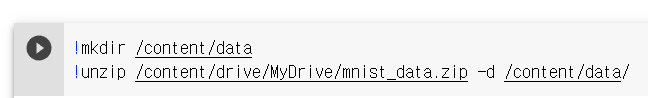 !mkdir /content/data
!unzip /content/drive/MyDrive/mnist_data.zip -d /content/data/